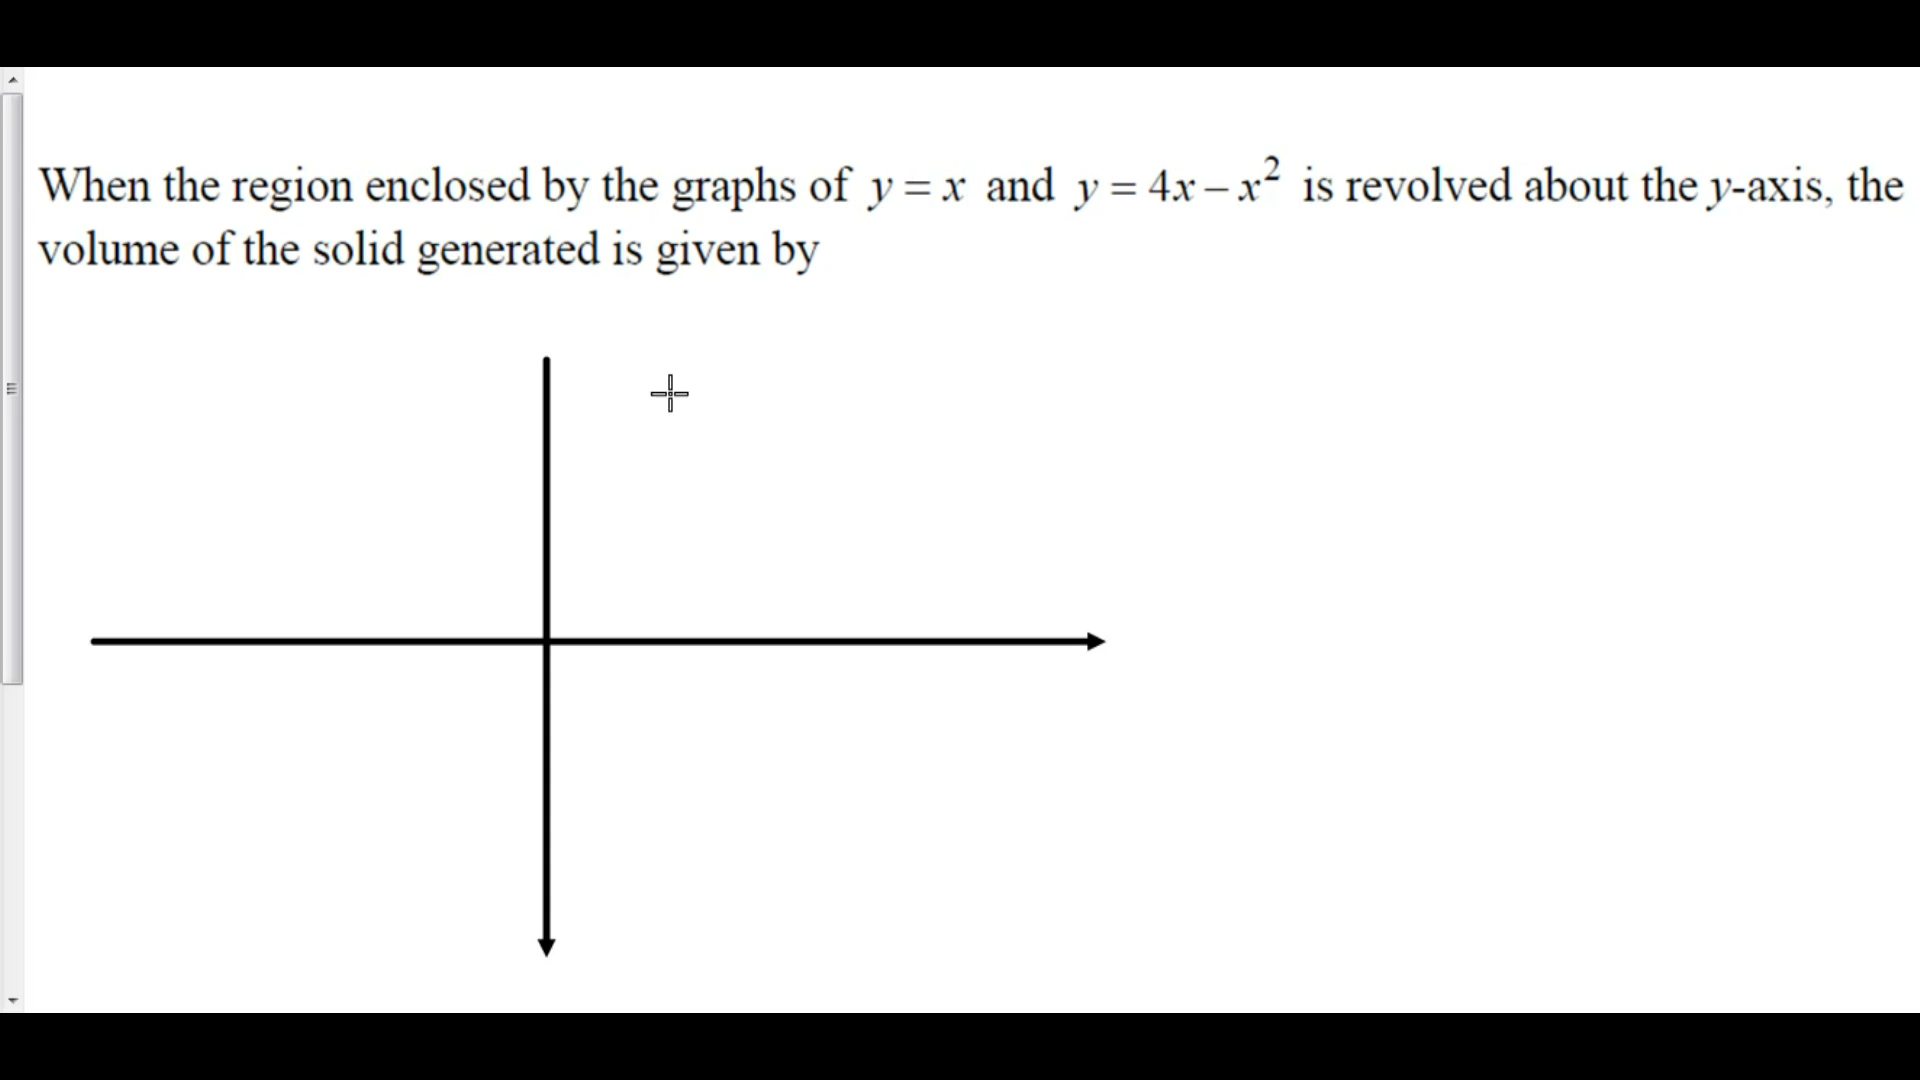 When the region enclosed by the graphs of y = x and y = 4x – x² is revolved about the y-axis, the
volume of the solid generated is given by